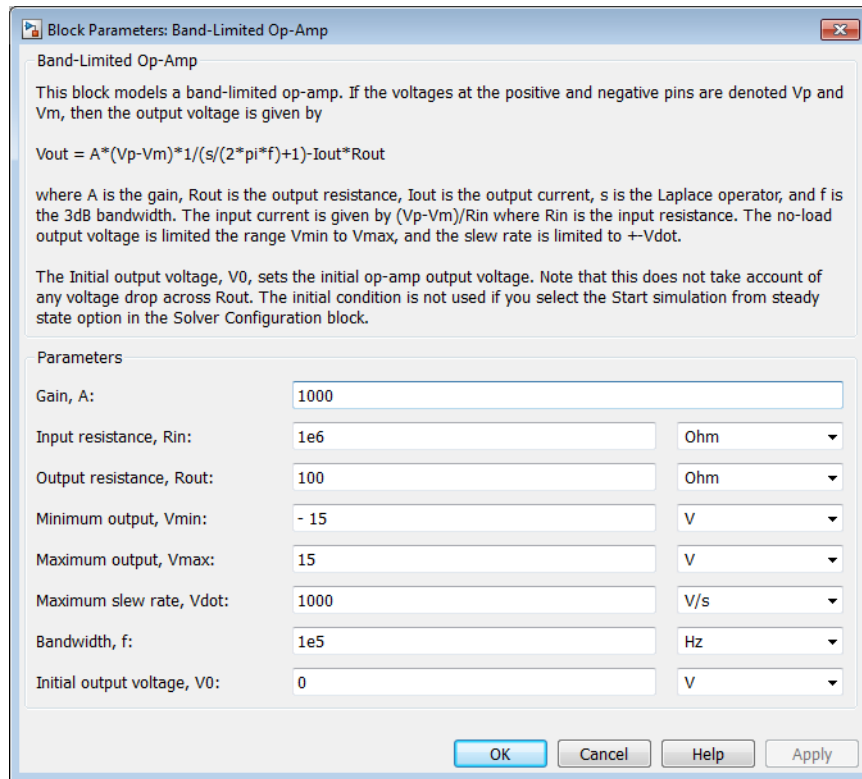 Block Parameters: Band-Limited Op-Amp
Band-Limited Op-Amp
This block models a band-limited op-amp. If the voltages at the positive and negative pins are denoted Vp and
Vm, then the output voltage is given by
Vout = A*(Vp-Vm)*1/(s/(2*pi*f)+1)-Iout*Rout
where A is the gain, Rout is the output resistance, Iout is the output current, s is the Laplace operator, and f is
the 3dB bandwidth. The input current is given by (Vp-Vm)/Rin where Rin is the input resistance. The no-load
output voltage is limited the range Vmin to Vmax, and the slew rate is limited to +-Vdot.
The Initial output voltage, V0, sets the initial op-amp output voltage. Note that this does not take account of
any voltage drop across Rout. The initial condition is not used if you select the Start simulation from steady
state option in the Solver Configuration block.
Parameters
Gain, A: 1000
Input resistance, Rin: 1e6 Ohm
Output resistance, Rout: 100 Ohm
Minimum output, Vmin: - 15 V
Maximum output, Vmax: 15 V
Maximum slew rate, Vdot: 1000 V/s
Bandwidth, f: 1e5 Hz
Initial output voltage, V0: 0 V
OK Cancel Help Apply